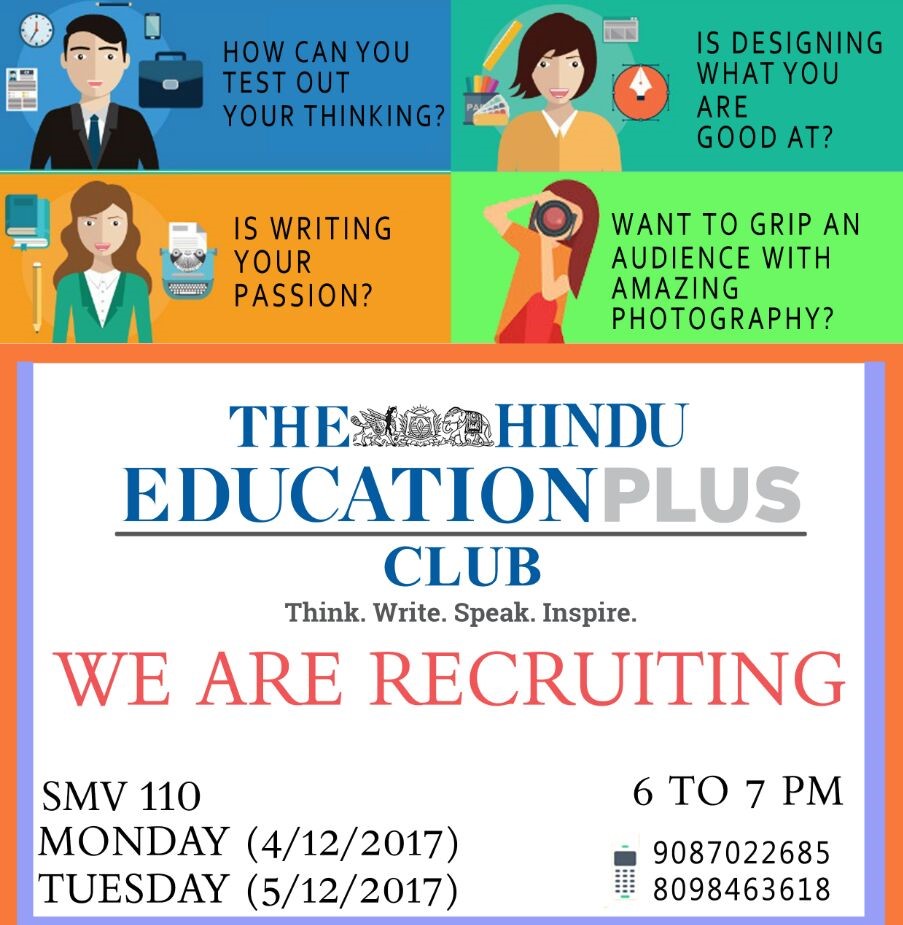 HOW CAN YOU
TEST OUT
YOUR THINKING?
IS DESIGNING
WHAT YOU
ARE
GOOD AT?
PAN
IS WRITING
YOUR
PASSION?
WANT TO GRIP AN
AUDIENCE WITH
AMAZING
PHOTOGRAPHY?
THE HINDU
EDUCATIONPLUS
CLUB
Think. Write. Speak. Inspire.
WE ARE RECRUITING
SMV 110
MONDAY (4/12/2017)
TUESDAY (5/12/2017)
6 TO 7 PM
9087022685
8098463618